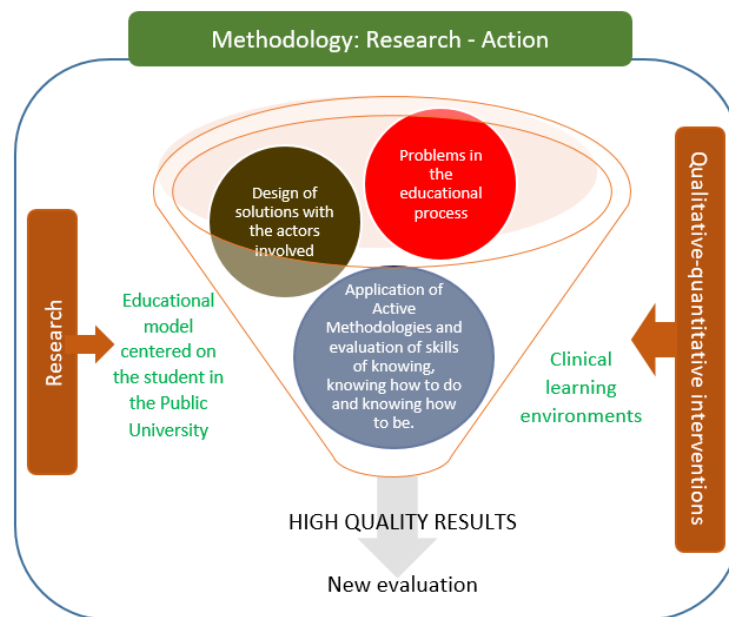 Methodology: Research - Action
Problems in
the
educational
process
Design of
solutions with
the actors
involved
Application of
Active
Methodologies and
evaluation of skills
of knowing,
knowing how to do
and knowing how
to be.
Research
Educational
model
centered on
the student in
the Public
University
Clinical
learning
environments
Qualitative-quantitative interventions
HIGH QUALITY RESULTS
New evaluation